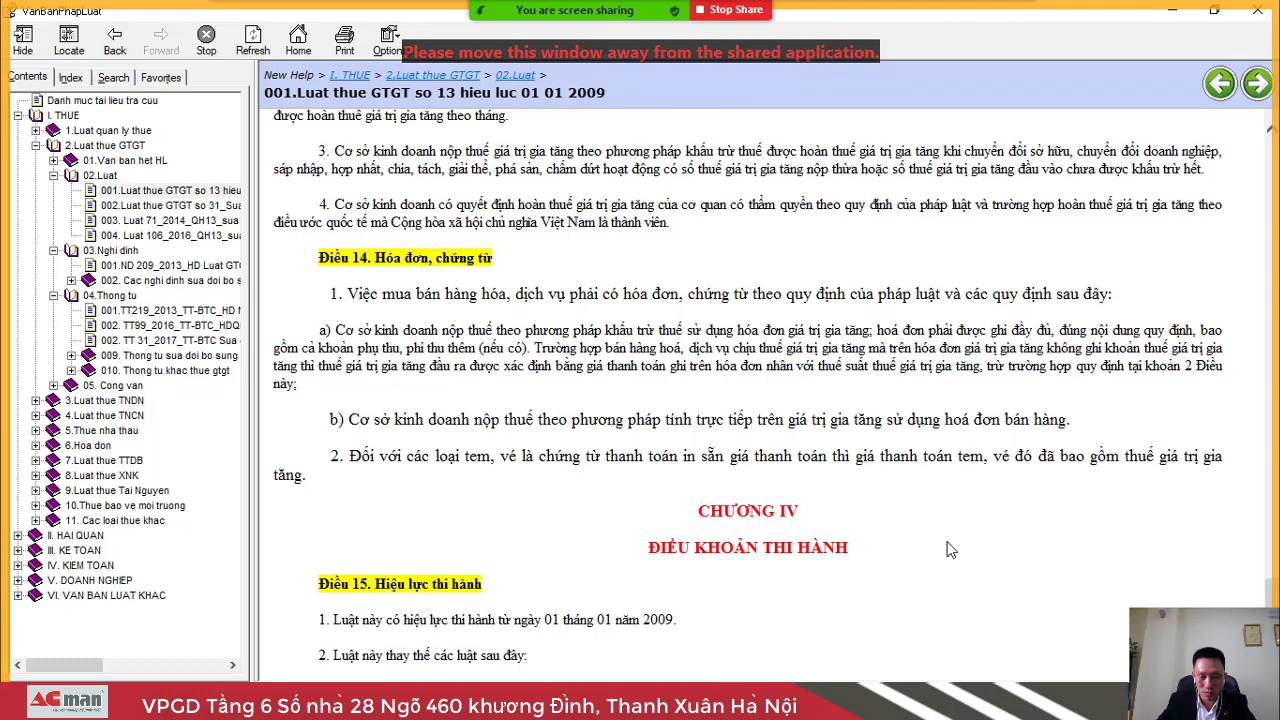 VanBanPhapLuat
You are screen sharing
Stop Share
Hide
Locate
Back
Forward
Stop
Refresh
Home
Print
Options
Please move this window away from the shared application.
Contents
Index
Search
Favorites
Danh muc tai lieu tra cuu
I. THUE
1.Luat quan ly thue
2.Luat thue GTGT
01.Van ban het HL
02.Luat
001.Luat thue GTGT so 13 hieu
002.Luat thue GTGT so 31_Sua
003. Luat 71_2014_QH13_sua
004. Luat 106_2016_QH13_sua
03.Nghi dinh
001.ND 209_2013_HD Luat GTG
002. Cac nghi dinh sua doi bo s
04.Thong tu
001.TT219_2013_TT-BTC_HD N
002. TT99_2016_TT-BTC_HDQ
002. TT 31_2017_TT-BTC Sua
009. Thong tu sua doi bo sung
010. Thong tu khac thue gtgt
05. Cong van
3.Luat thue TNDN
4.Luat thue TNCN
5.Thue nha thau
6.Hoa don
7.Luat thue TTDB
8.Luat thue XNK
9.Luat thue Tai Nguyen
10.Thue bao ve moi truong
11. Cac loai thue khac
II. HAI QUAN
III. KE TOAN
IV. KIEM TOAN
V. DOANH NGHIEP
VI. VAN BAN LUAT KHAC
New Help > I. THUE > 2.Luat thue GTGT > 02.Luat >
001.Luat thue GTGT so 13 hieu luc 01 01 2009
được hoàn thuế giá trị gia tăng theo tháng.
3. Cơ sở kinh doanh nộp thuế giá trị gia tăng theo phương pháp khấu trừ thuế được hoàn thuế giá trị gia tăng khi chuyển đổi sở hữu, chuyển đổi doanh nghiệp,
sáp nhập, hợp nhất, chia, tách, giải thể, phá sản, chấm dứt hoạt động có số thuế giá trị gia tăng nộp thừa hoặc số thuế giá trị gia tăng đầu vào chưa được khấu trừ hết.
4. Cơ sở kinh doanh có quyết định hoàn thuế giá trị gia tăng của cơ quan có thẩm quyền theo quy định của pháp luật và trường hợp hoàn thuế giá trị gia tăng theo
điều ước quốc tế mà Cộng hòa xã hội chủ nghĩa Việt Nam là thành viên.
Điều 14. Hóa đơn, chứng từ
1. Việc mua bán hàng hóa, dịch vụ phải có hóa đơn, chứng từ theo quy định của pháp luật và các quy định sau đây:
a) Cơ sở kinh doanh nộp thuế theo phương pháp khấu trừ thuế sử dụng hóa đơn giá trị gia tăng; hoá đơn phải được ghi đầy đủ, đúng nội dung quy định, bao
gồm cả khoản phụ thu, phí thu thêm (nếu có). Trường hợp bán hàng hoá, dịch vụ chịu thuế giá trị gia tăng mà trên hóa đơn giá trị gia tăng không ghi khoản thuế giá trị gia
tăng thì thuế giá trị gia tăng đầu ra được xác định bằng giá thanh toán ghi trên hóa đơn nhân với thuế suất thuế giá trị gia tăng, trừ trường hợp quy định tại khoản 2 Điều
này;
b) Cơ sở kinh doanh nộp thuế theo phương pháp tính trực tiếp trên giá trị gia tăng sử dụng hoá đơn bán hàng.
2. Đối với các loại tem, vé là chứng từ thanh toán in sẵn giá thanh toán thì giá thanh toán tem, vé đó đã bao gồm thuế giá trị gia
tăng.
CHƯƠNG IV
ĐIỀU KHOẢN THI HÀNH
Điều 15. Hiệu lực thi hành
1. Luật này có hiệu lực thi hành từ ngày 01 tháng 01 năm 2009.
2. Luật này thay thế các luật sau đây:
ACman
VPGD Tầng 6 Số nhà 28 Ngõ 460 khương Đình, Thanh Xuân Hà Nội